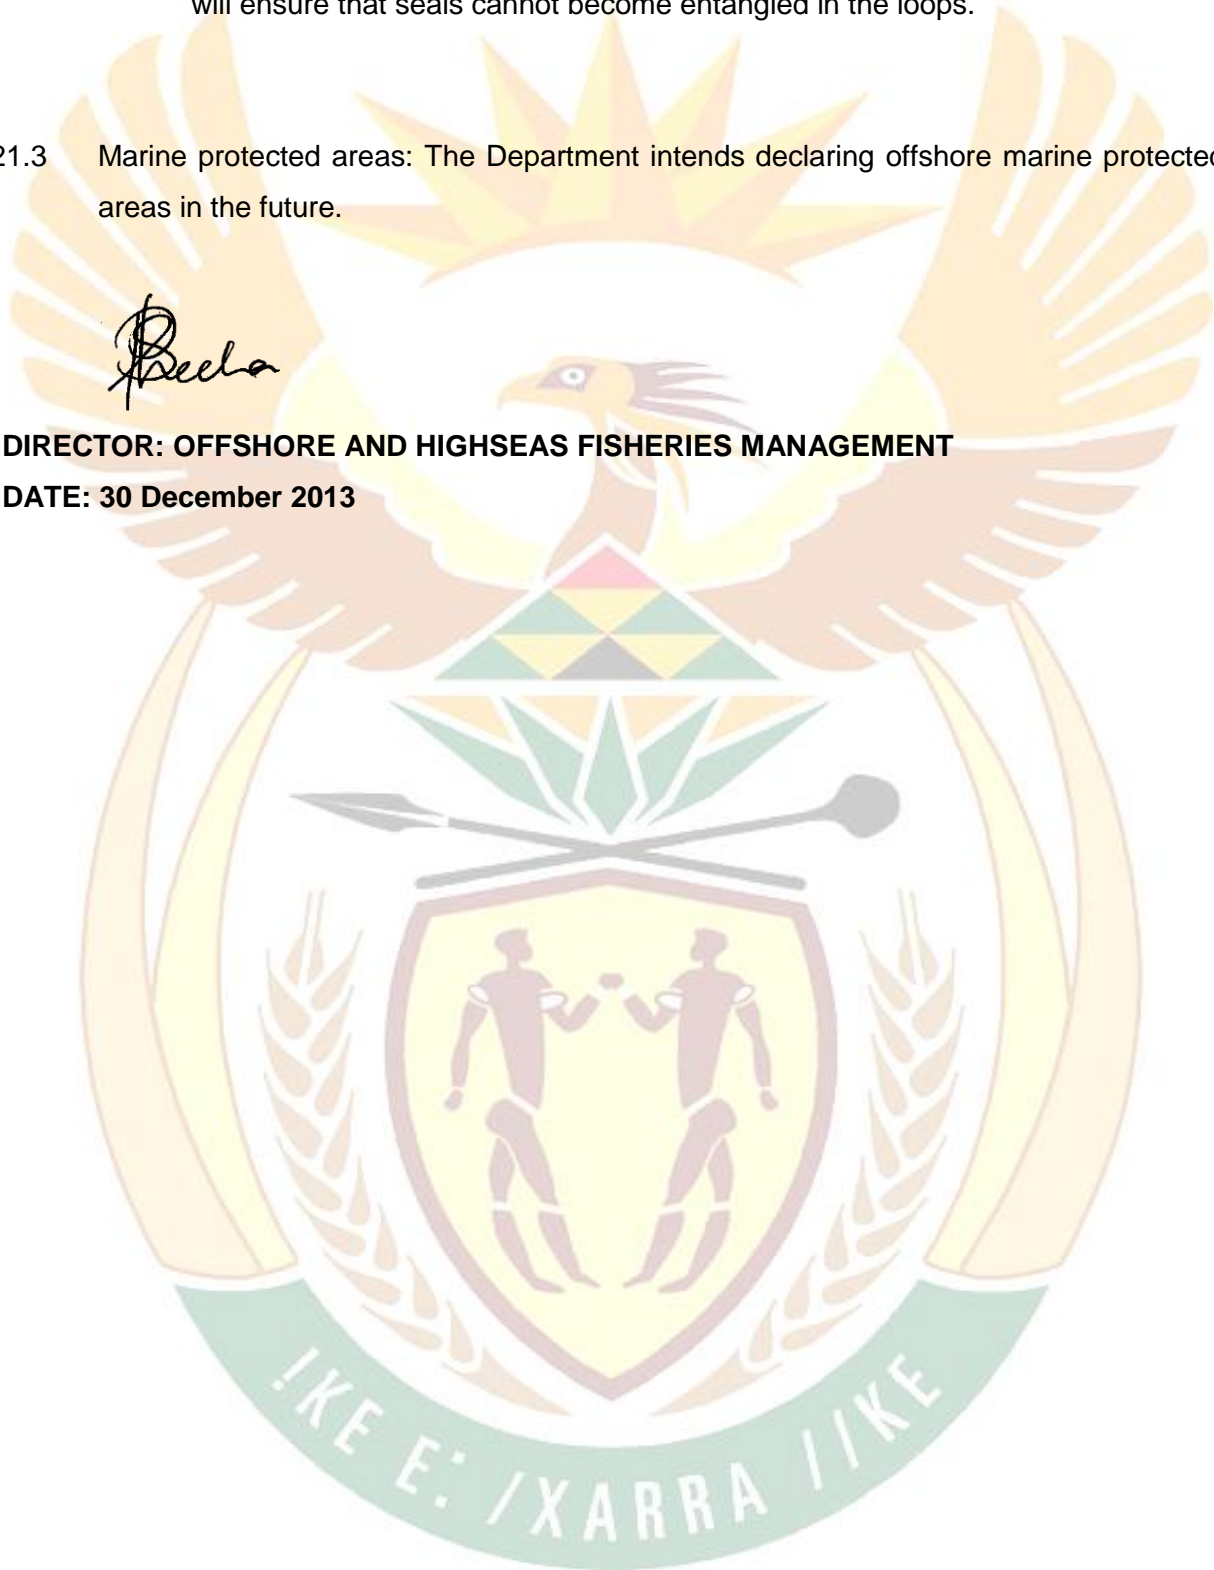 will ensure that seals cannot become entangled in the loops.
21.3 Marine protected areas: The Department intends declaring offshore marine protected
areas in the future.
DIRECTOR: OFFSHORE AND HIGHSEAS FISHERIES MANAGEMENT
DATE: 30 December 2013
!KE E: /XARRA //KE